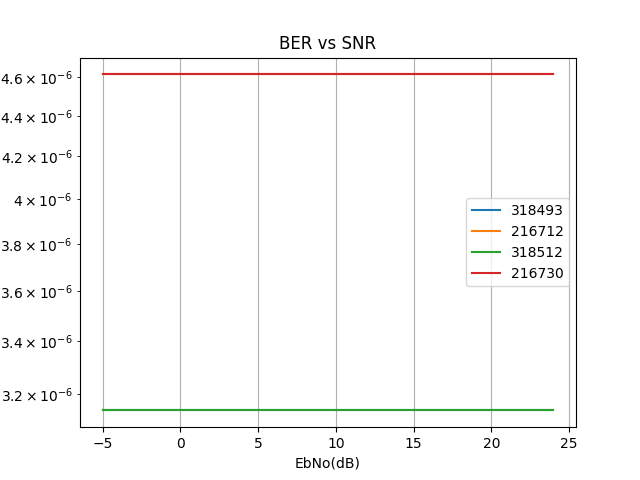 BER vs SNR
4.6 × 10⁻⁶
4.4 × 10⁻⁶
4.2 × 10⁻⁶
4 × 10⁻⁶
3.8 × 10⁻⁶
3.6 × 10⁻⁶
3.4 × 10⁻⁶
3.2 × 10⁻⁶
318493
216712
318512
216730
−5 0 5 10 15 20 25
EbNo(dB)